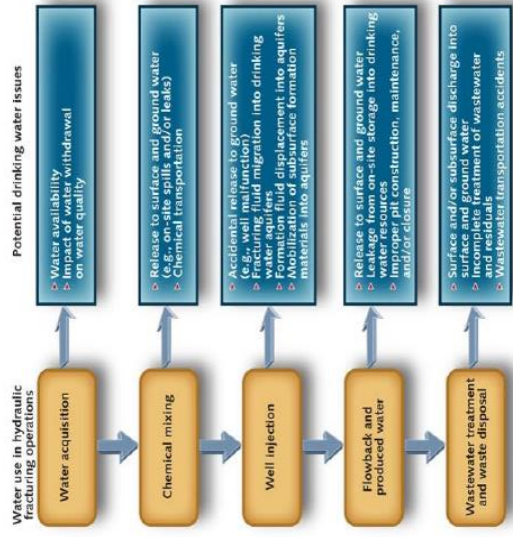 Water use in hydraulic
fracturing operations
Potential drinking water issues
Water acquisition
Water availability
Impact of water withdrawal
on water quality
Chemical mixing
Release to surface and ground water
(e.g., on-site spills and/or leaks)
Chemical transportation
Well injection
Accidental release to ground water
(e.g., well malfunction)
Fracturing fluid migration into drinking
water aquifers
Formation fluid displacement into aquifers
Mobilization of subsurface formation
materials into aquifers
Flowback and
produced water
Release to surface and ground water
Leakage from on-site storage into drinking
water resources
Improper pit construction, maintenance,
and/or closure
Wastewater treatment
and waste disposal
Surface and/or subsurface discharge into
surface and ground water
Incomplete treatment of wastewater
and residuals
Wastewater transportation accidents